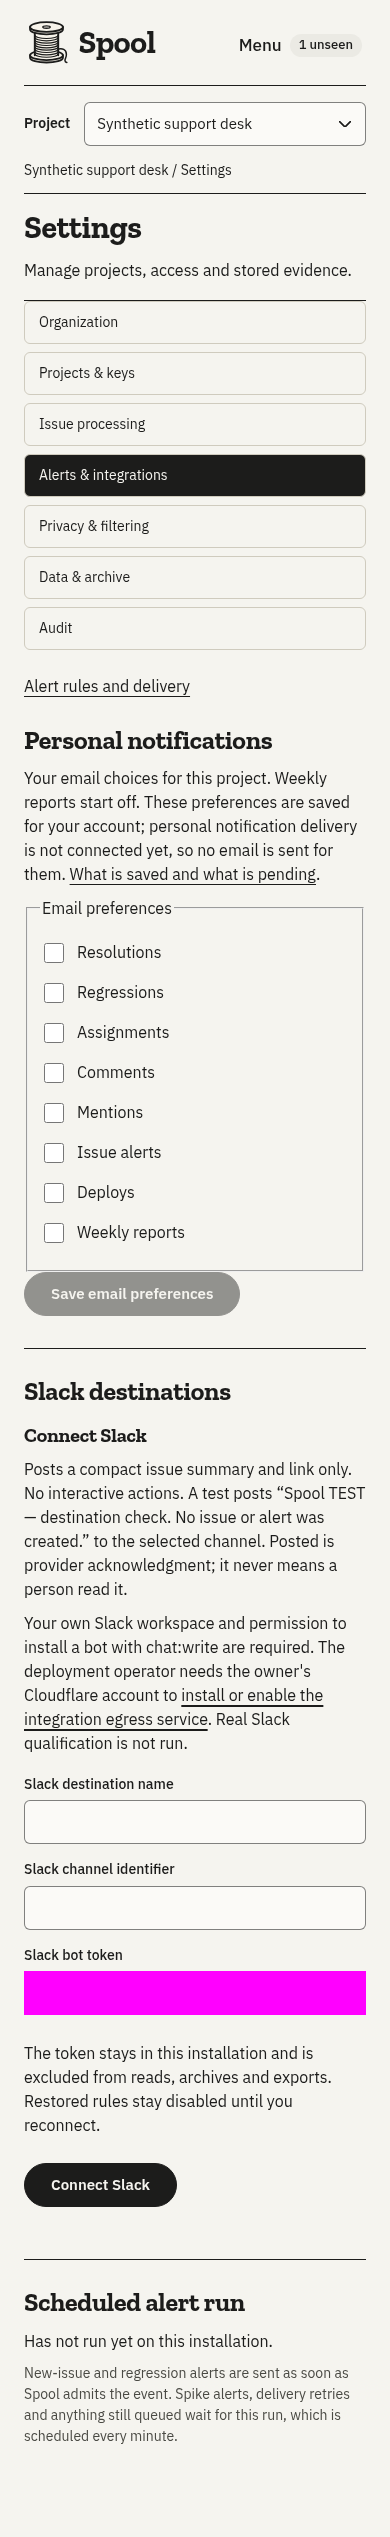 Spool
Menu 1 unseen
Project Synthetic support desk
Synthetic support desk / Settings
Settings
Manage projects, access and stored evidence.
Organization
Projects & keys
Issue processing
Alerts & integrations
Privacy & filtering
Data & archive
Audit
Alert rules and delivery
Personal notifications
Your email choices for this project. Weekly
reports start off. These preferences are saved
for your account; personal notification delivery
is not connected yet, so no email is sent for
them. What is saved and what is pending.
Email preferences
Resolutions
Regressions
Assignments
Comments
Mentions
Issue alerts
Deploys
Weekly reports
Save email preferences
Slack destinations
Connect Slack
Posts a compact issue summary and link only.
No interactive actions. A test posts “Spool TEST
— destination check. No issue or alert was
created.” to the selected channel. Posted is
provider acknowledgment; it never means a
person read it.
Your own Slack workspace and permission to
install a bot with chat:write are required. The
deployment operator needs the owner's
Cloudflare account to install or enable the
integration egress service. Real Slack
qualification is not run.
Slack destination name
Slack channel identifier
Slack bot token
The token stays in this installation and is
excluded from reads, archives and exports.
Restored rules stay disabled until you
reconnect.
Connect Slack
Scheduled alert run
Has not run yet on this installation.
New-issue and regression alerts are sent as soon as
Spool admits the event. Spike alerts, delivery retries
and anything still queued wait for this run, which is
scheduled every minute.